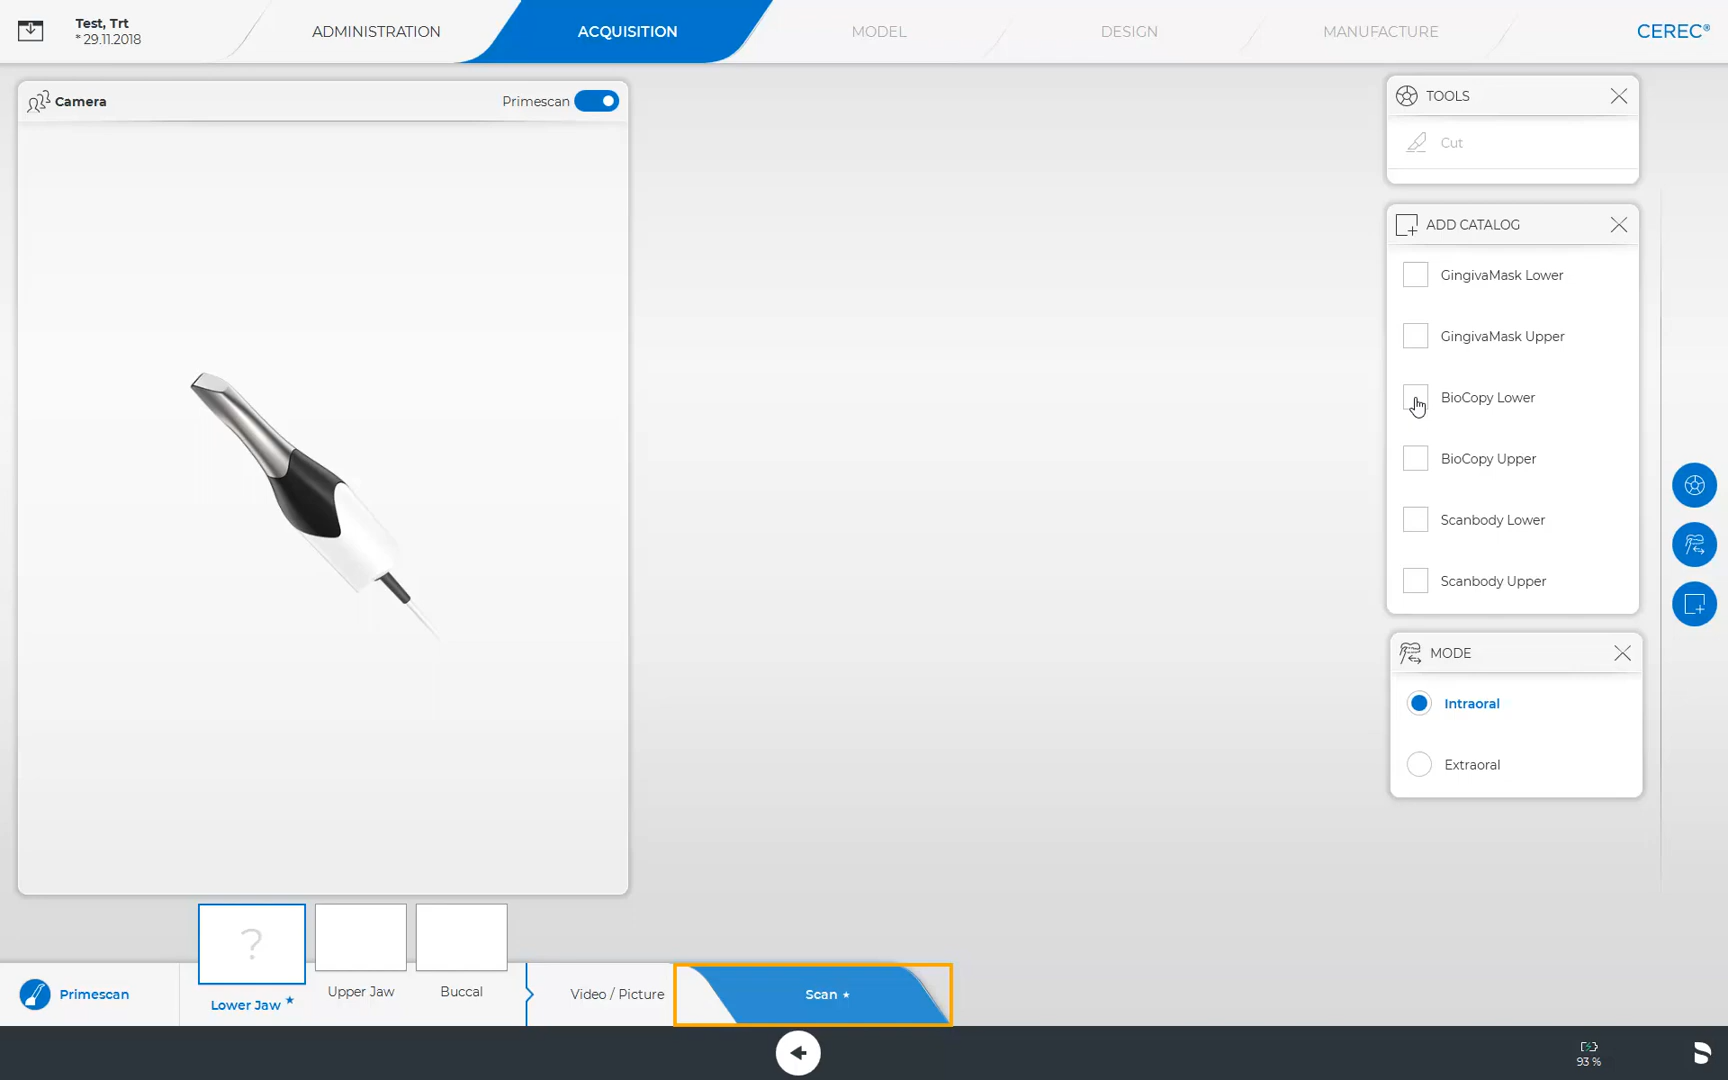 Test, Trt
* 29.11.2018
ADMINISTRATION
ACQUISITION
MODEL
DESIGN
MANUFACTURE
CEREC®
Camera
Primescan
TOOLS
Cut
ADD CATALOG
GingivaMask Lower
GingivaMask Upper
BioCopy Lower
BioCopy Upper
Scanbody Lower
Scanbody Upper
MODE
Intraoral
Extraoral
?
Primescan
Lower Jaw *
Upper Jaw
Buccal
Video / Picture
Scan *
93 %